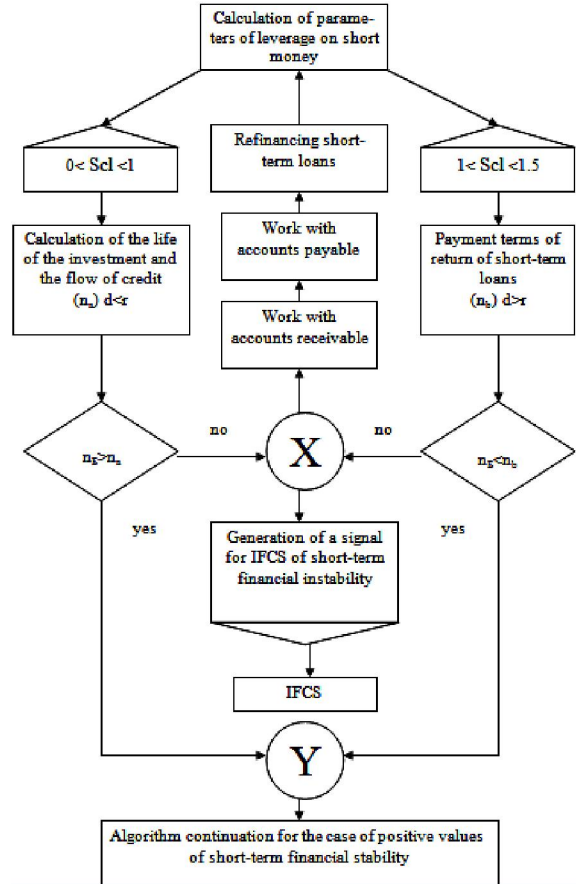 Calculation of parame-
ters of leverage on short
money
0< Scl <1
Refinancing short-
term loans
1< Scl <1.5
Calculation of the life
of the investment and
the flow of credit
(nₐ) d<r
Work with
accounts payable
Payment terms of
return of short-term
loans
(n_b) d>r
Work with
accounts receivable
no
X
no
n_E>nₐ
n_E<n_b
yes
Generation of a signal
for IFCS of short-term
financial instability
yes
IFCS
Y
Algorithm continuation for the case of positive values
of short-term financial stability